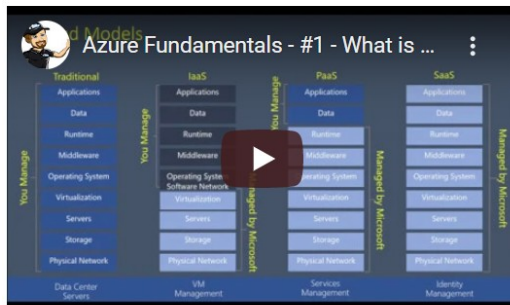 d Models
Azure Fundamentals - #1 - What is ...
Traditional
IaaS
PaaS
SaaS
You Manage
Applications
Data
Runtime
Middleware
Operating System
Virtualization
Servers
Storage
Physical Network
Data Center
Servers
You Manage
Applications
Data
Runtime
Middleware
Operating System
Software Network
Virtualization
Servers
Storage
Physical Network
Managed by Microsoft
VM
Management
You Manage
Applications
Data
Runtime
Middleware
Operating System
Virtualization
Servers
Storage
Physical Network
Managed by Microsoft
Services
Management
Applications
Data
Runtime
Middleware
Operating System
Virtualization
Servers
Storage
Physical Network
Managed by Microsoft
Identity
Management